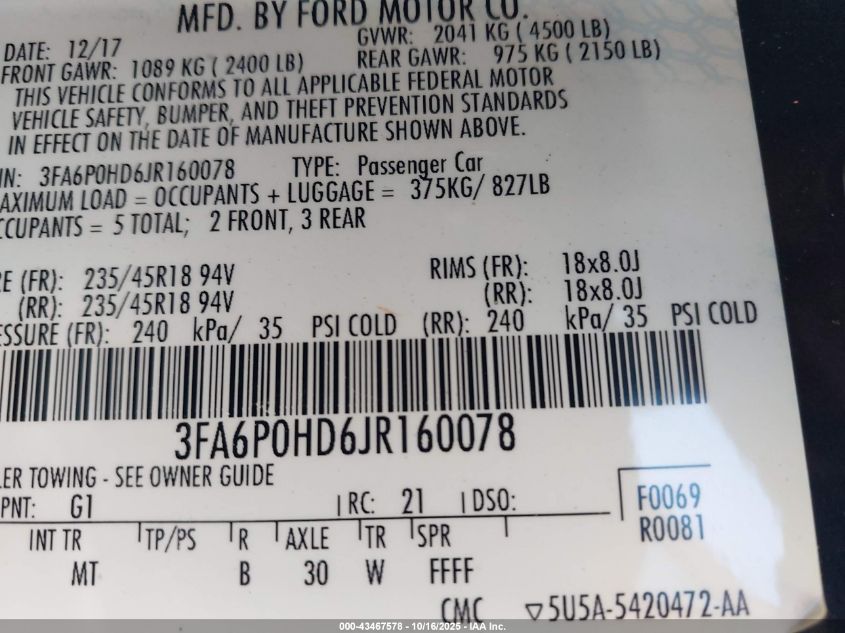 MFD. BY FORD MOTOR CO.
DATE: 12/17 GVWR: 2041 KG ( 4500 LB)
FRONT GAWR: 1089 KG ( 2400 LB) REAR GAWR: 975 KG ( 2150 LB)
THIS VEHICLE CONFORMS TO ALL APPLICABLE FEDERAL MOTOR
VEHICLE SAFETY, BUMPER, AND THEFT PREVENTION STANDARDS
IN EFFECT ON THE DATE OF MANUFACTURE SHOWN ABOVE.
IN: 3FA6P0HD6JR160078 TYPE: Passenger Car
AXIMUM LOAD = OCCUPANTS + LUGGAGE = 375KG/ 827LB
CCUPANTS = 5 TOTAL; 2 FRONT, 3 REAR
RE (FR): 235/45R18 94V RIMS (FR): 18x8.0J
(RR): 235/45R18 94V (RR): 18x8.0J
ESSURE (FR): 240 kPa/ 35 PSI COLD (RR): 240 kPa/ 35 PSI COLD
3FA6P0HD6JR160078
LER TOWING - SEE OWNER GUIDE
PNT: G1 RC: 21 DSO:
F0069
R0081
INT TR TP/PS R AXLE TR SPR
MT B 30 W FFFF
CMC ▽5U5A-5420472-AA
000-43467578 - 10/16/2025 - IAA Inc.